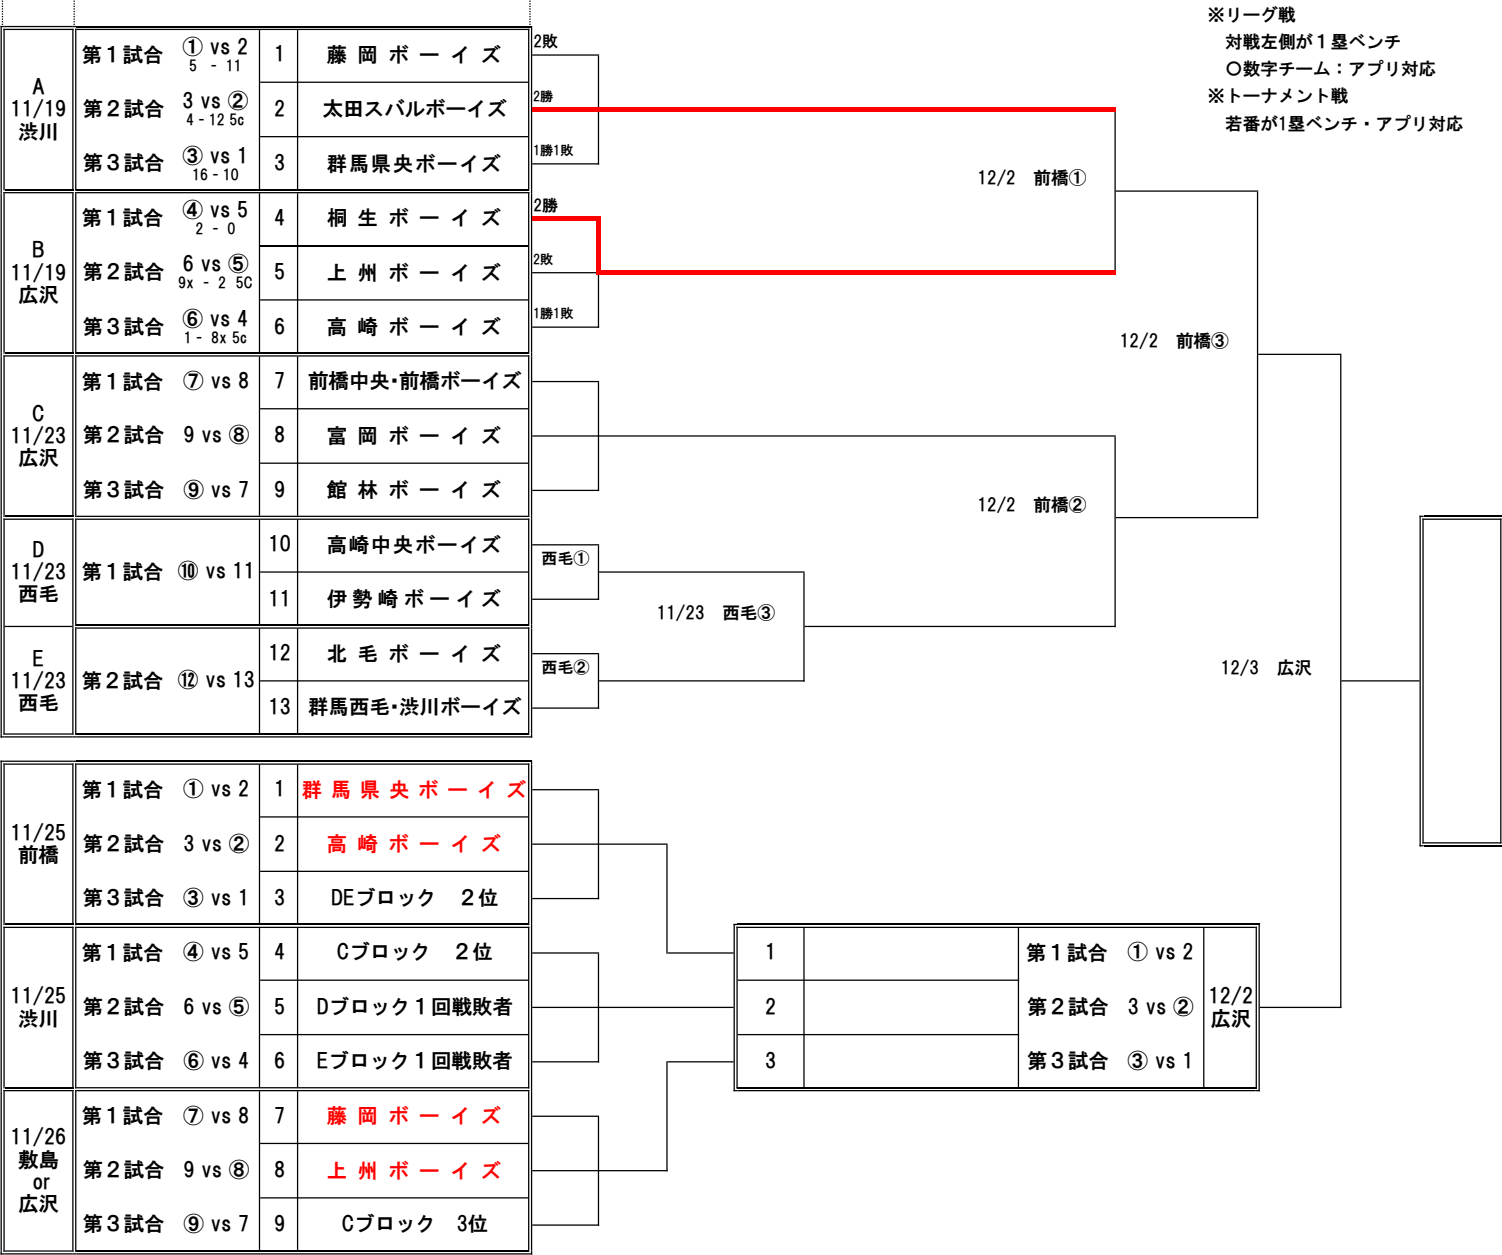 ※リーグ戦
対戦左側が１塁ベンチ
〇数字チーム：アプリ対応
※トーナメント戦
若番が1塁ベンチ・アプリ対応
A
11/19
渋川
第１試合 ① vs 2
5 - 11
第２試合 3 vs ②
4 - 12 5c
第３試合 ③ vs 1
16 - 10
1 藤岡ボーイズ 2敗
2 太田スバルボーイズ 2勝
3 群馬県央ボーイズ 1勝1敗
B
11/19
広沢
第１試合 ④ vs 5
2 - 0
第２試合 6 vs ⑤
9x - 2 5C
第３試合 ⑥ vs 4
1 - 8x 5c
4 桐生ボーイズ 2勝
5 上州ボーイズ 2敗
6 高崎ボーイズ 1勝1敗
12/2 前橋①
12/2 前橋③
C
11/23
広沢
第１試合 ⑦ vs 8
第２試合 9 vs ⑧
第３試合 ⑨ vs 7
7 前橋中央・前橋ボーイズ
8 富岡ボーイズ
9 館林ボーイズ
12/2 前橋②
D
11/23
西毛
第１試合 ⑩ vs 11
10 高崎中央ボーイズ
11 伊勢崎ボーイズ
西毛①
11/23 西毛③
E
11/23
西毛
第２試合 ⑫ vs 13
12 北毛ボーイズ
13 群馬西毛・渋川ボーイズ
西毛②
12/3 広沢
11/25
前橋
第１試合 ① vs 2
第２試合 3 vs ②
第３試合 ③ vs 1
1 群馬県央ボーイズ
2 高崎ボーイズ
3 DEブロック ２位
11/25
渋川
第１試合 ④ vs 5
第２試合 6 vs ⑤
第３試合 ⑥ vs 4
4 Cブロック ２位
5 Dブロック１回戦敗者
6 Eブロック１回戦敗者
11/26
敷島
or
広沢
第１試合 ⑦ vs 8
第２試合 9 vs ⑧
第３試合 ⑨ vs 7
7 藤岡ボーイズ
8 上州ボーイズ
9 Cブロック 3位
1
2
3
第１試合 ① vs 2
第２試合 3 vs ②
第３試合 ③ vs 1
12/2
広沢